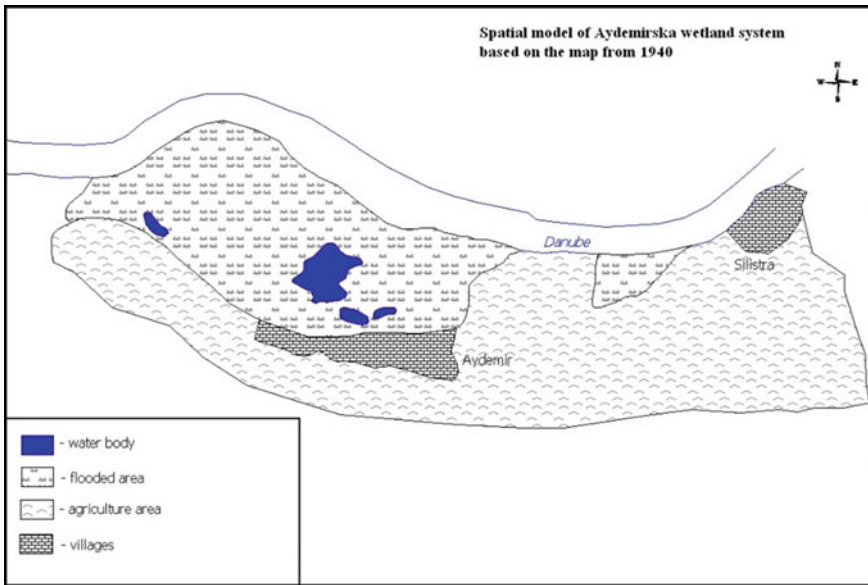 Spatial model of Aydemirska wetland system
based on the map from 1940
N
W E
S
Danube
Silistra
Aydemir
- water body
- flooded area
- agriculture area
- villages